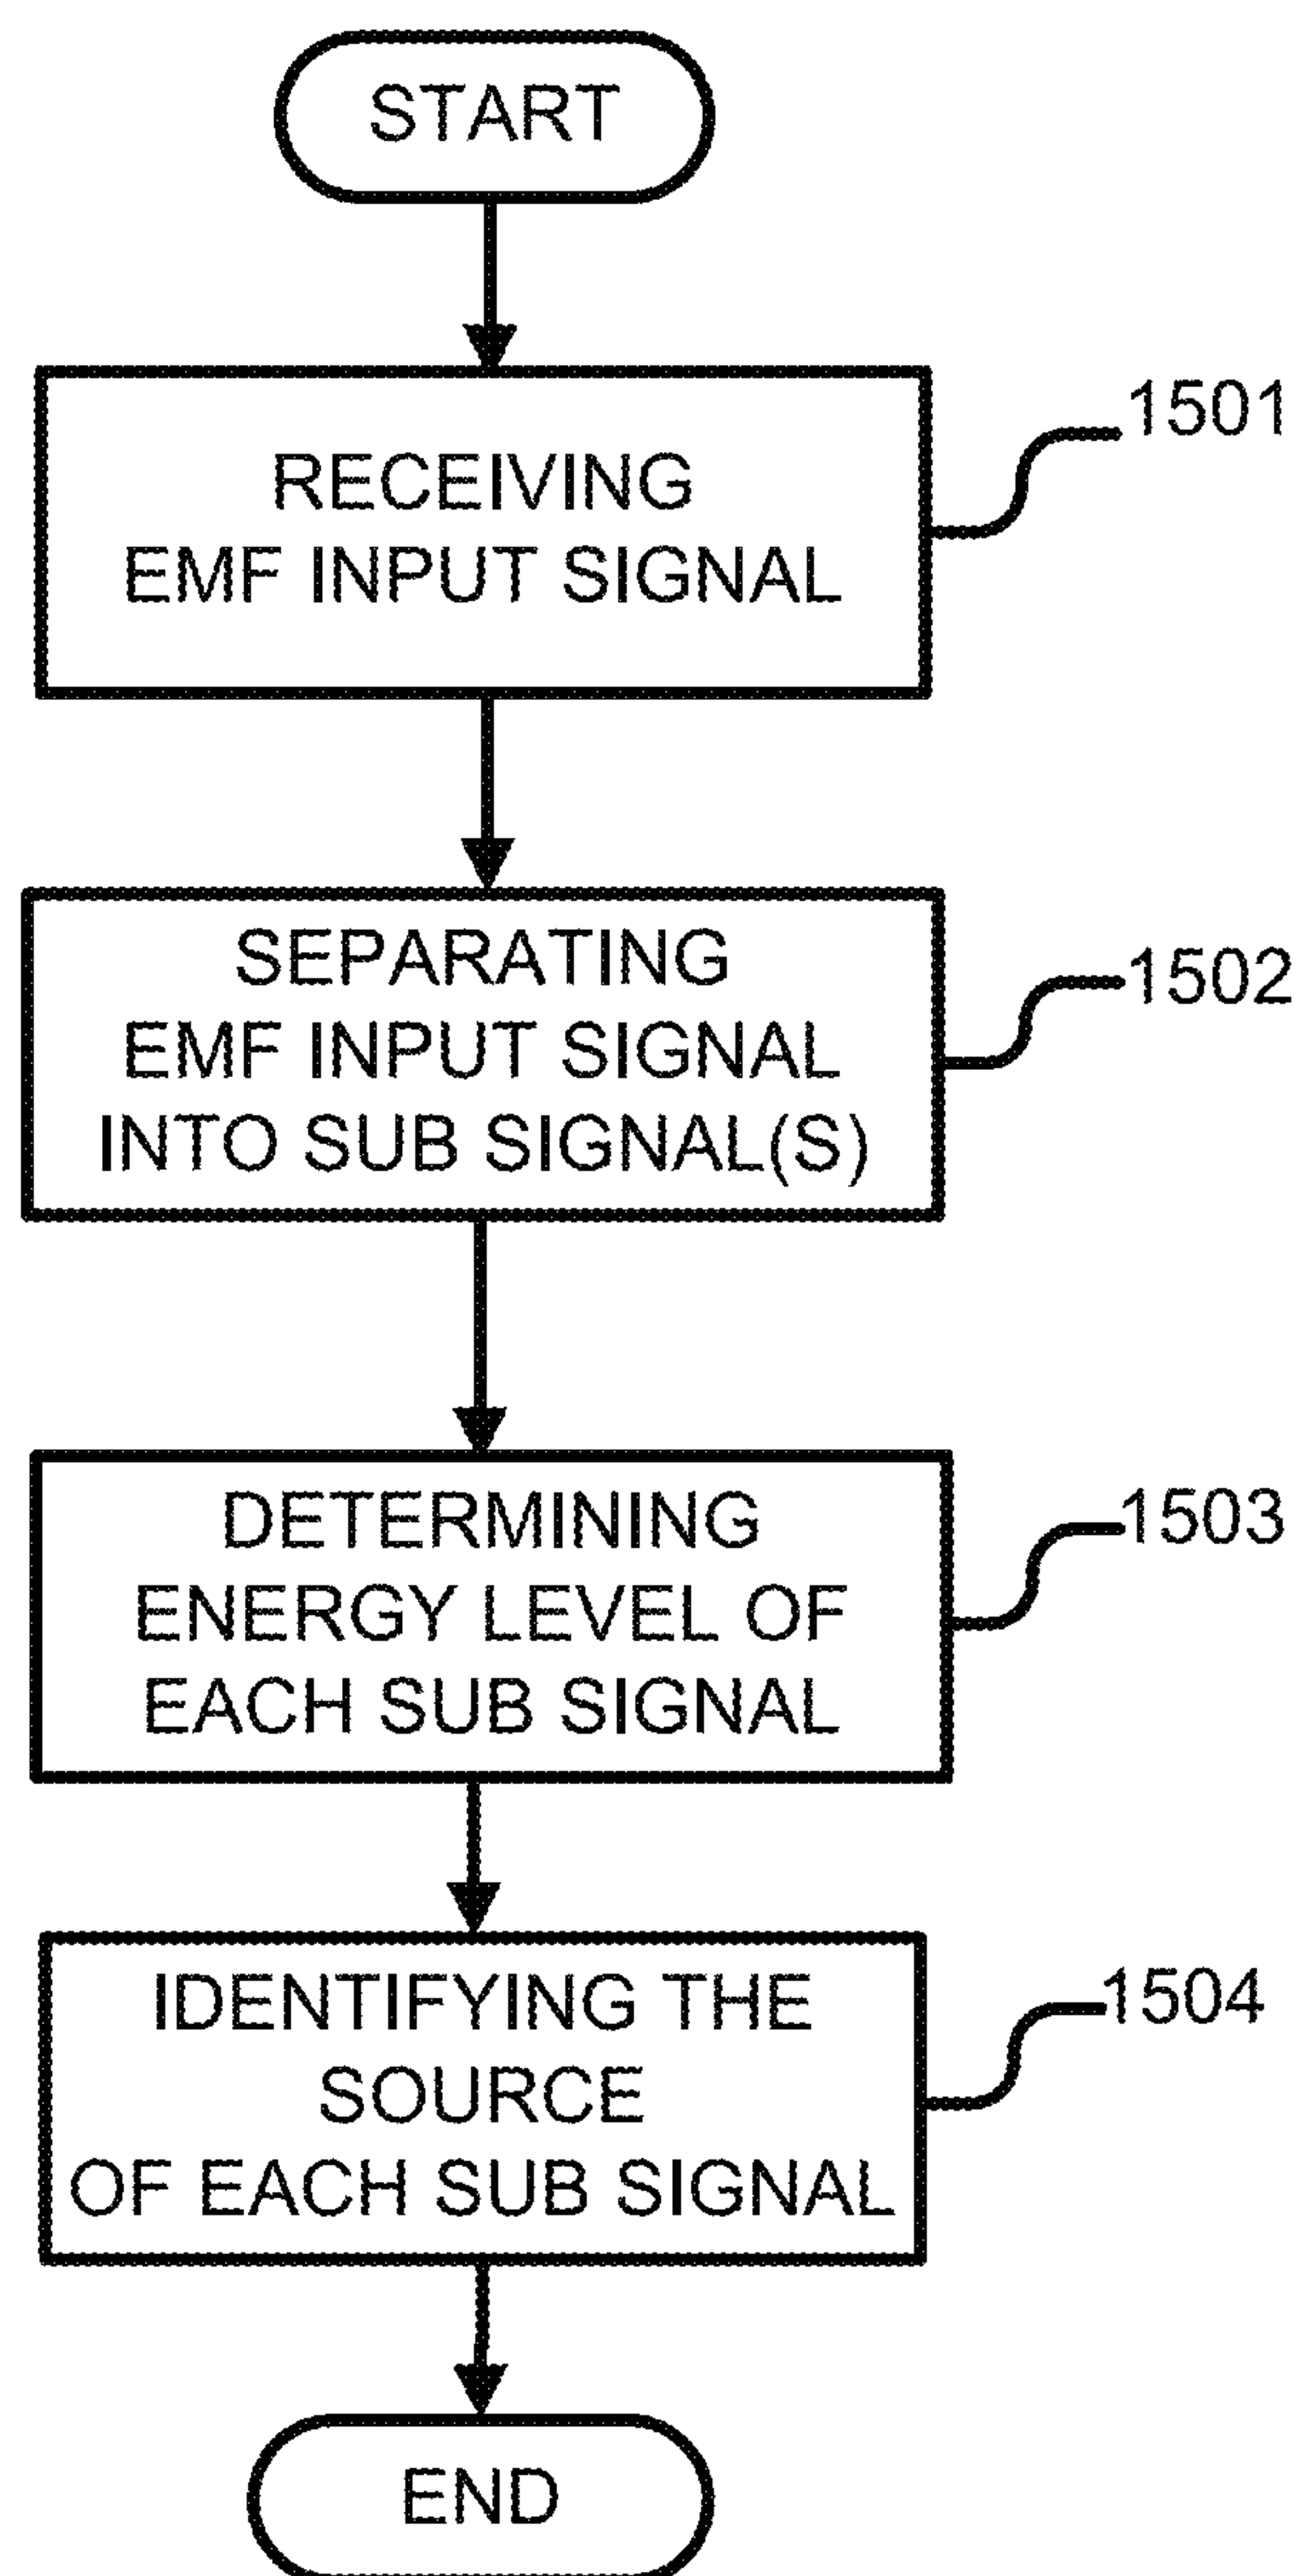 START
RECEIVING
EMF INPUT SIGNAL
1501
SEPARATING
EMF INPUT SIGNAL
INTO SUB SIGNAL(S)
1502
DETERMINING
ENERGY LEVEL OF
EACH SUB SIGNAL
1503
IDENTIFYING THE
SOURCE
OF EACH SUB SIGNAL
1504
END